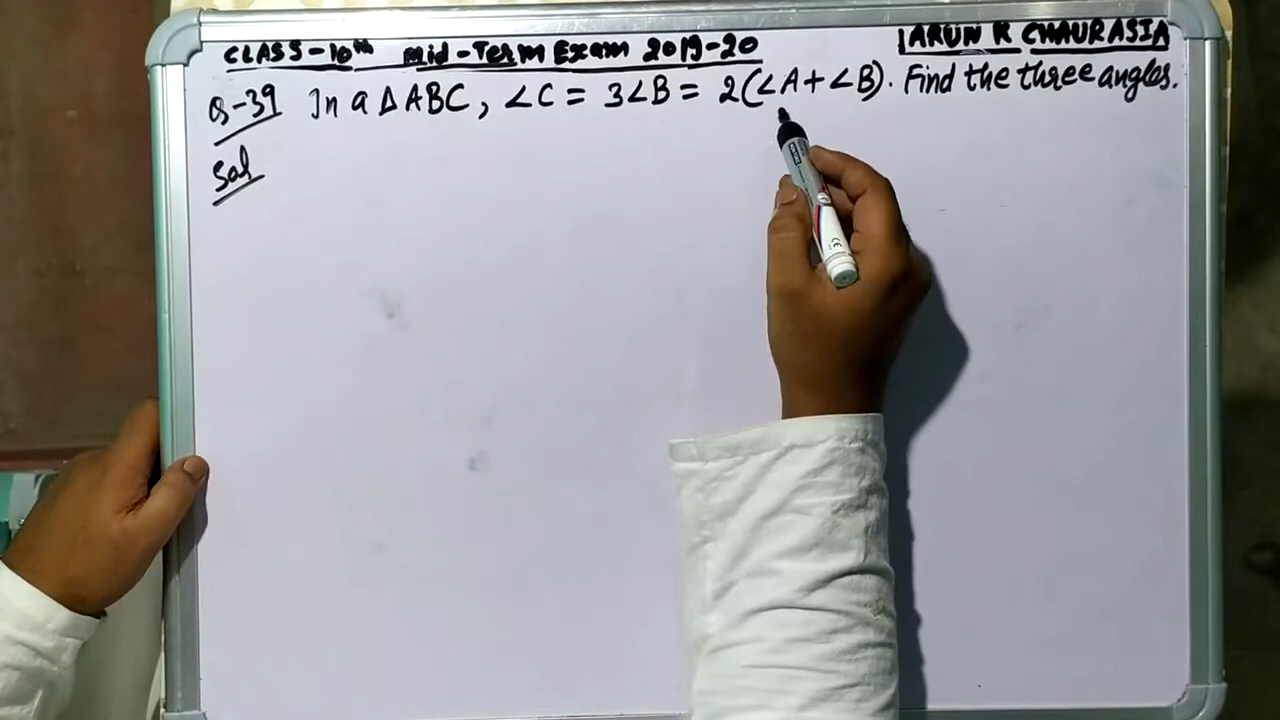 CLASS-10th Mid-Term Exam 2019-20
ARUN K CHAURASIA
Q-39 In a ΔABC, ∠C = 3∠B = 2(∠A+∠B). Find the three angles.
Sol